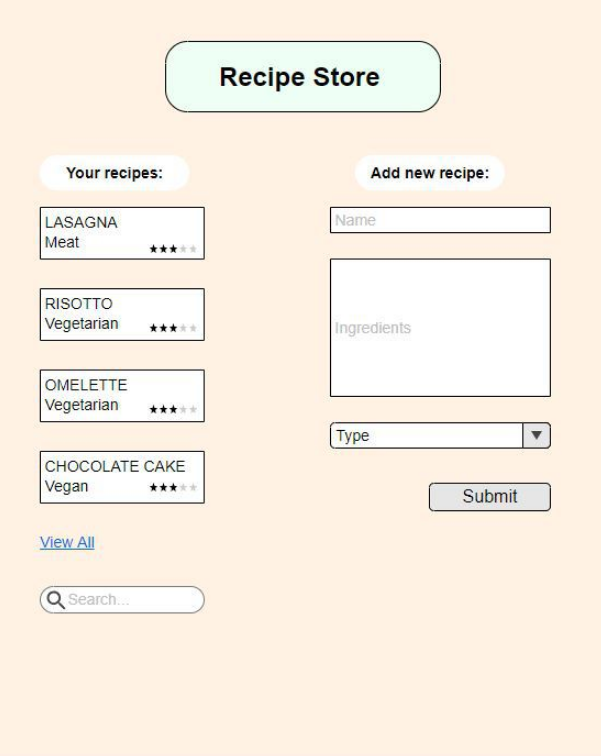 Recipe Store
Your recipes:
LASAGNA
Meat
RISOTTO
Vegetarian
OMELETTE
Vegetarian
CHOCOLATE CAKE
Vegan
View All
Search...
Add new recipe:
Name
Ingredients
Type
Submit